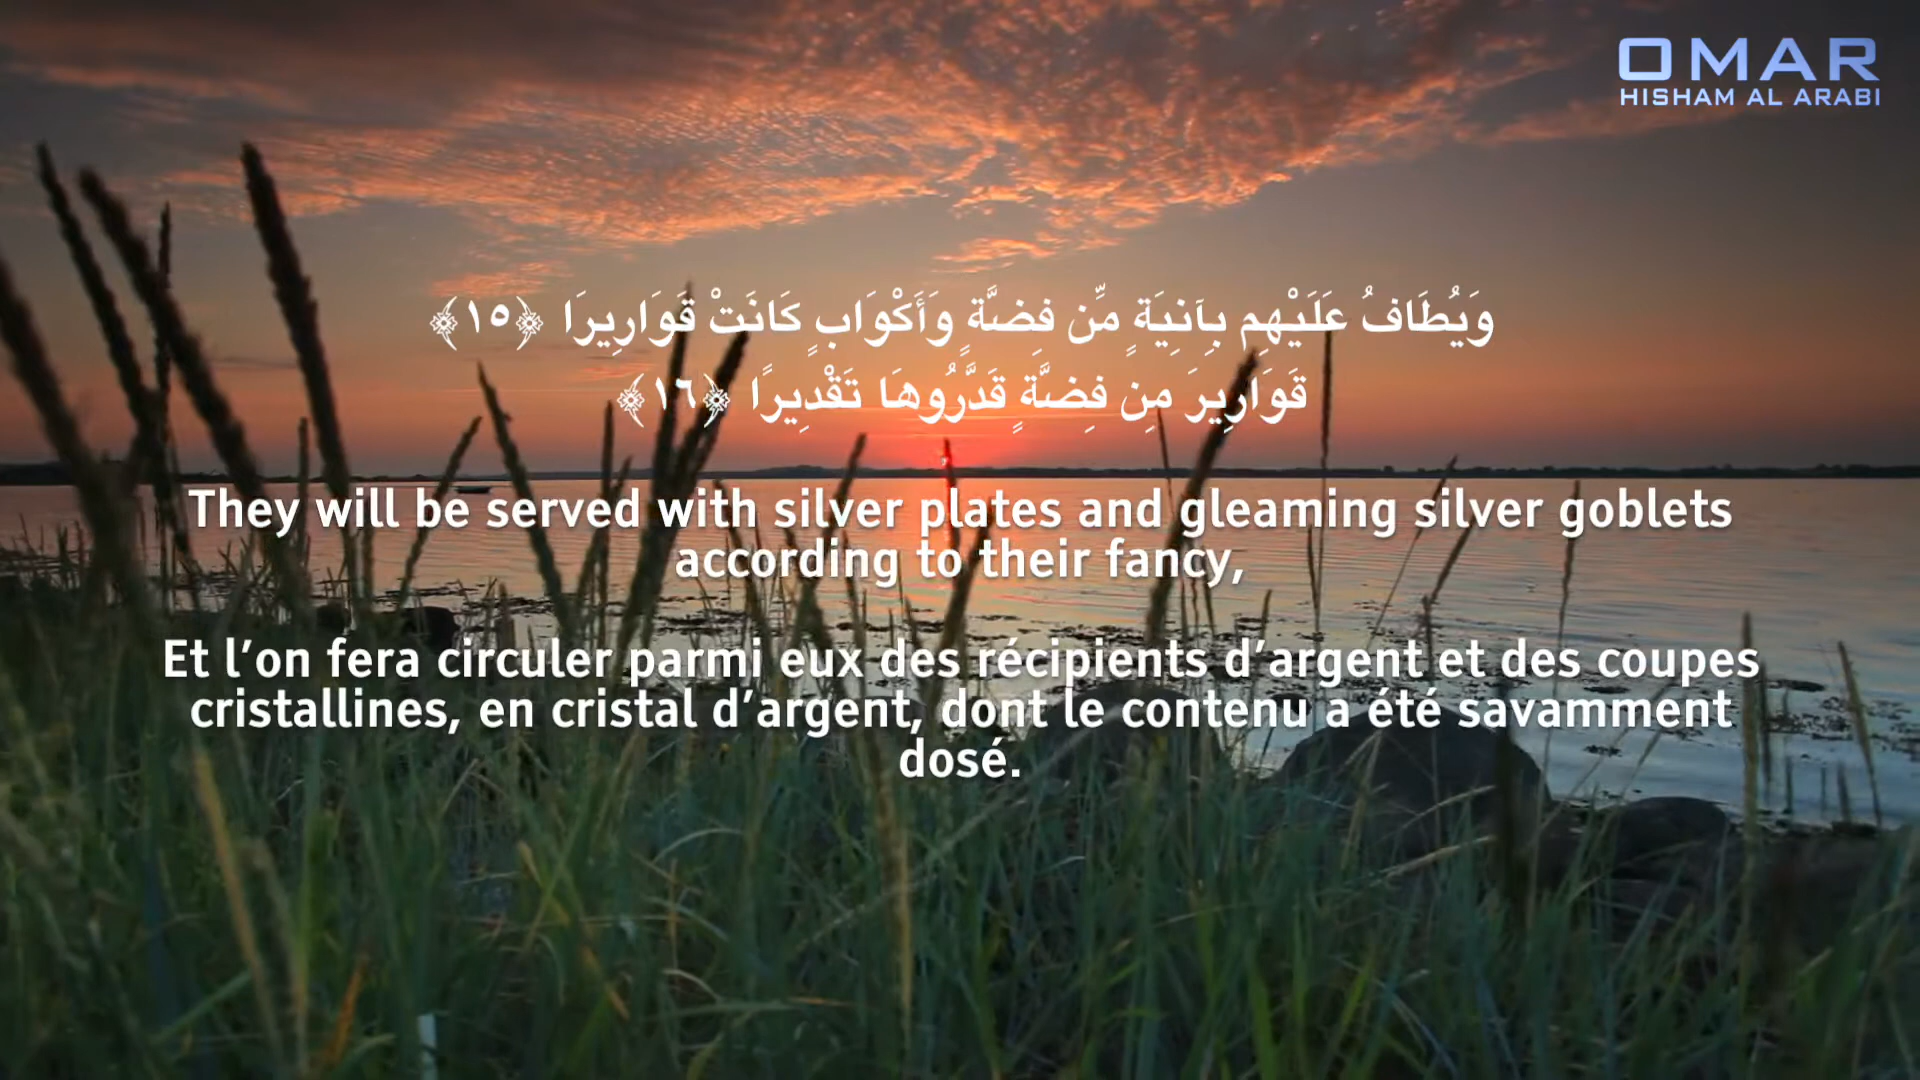 OMAR
HISHAM AL ARABI
وَيُطَافُ عَلَيْهِم بِآنِيَةٍ مِّن فِضَّةٍ وَأَكْوَابٍ كَانَتْ قَوَارِيرَا ﴿١٥﴾
قَوَارِيرَ مِن فِضَّةٍ قَدَّرُوهَا تَقْدِيرًا ﴿١٦﴾
They will be served with silver plates and gleaming silver goblets
according to their fancy,
Et l’on fera circuler parmi eux des récipients d’argent et des coupes
cristallines, en cristal d’argent, dont le contenu a été savamment
dosé.